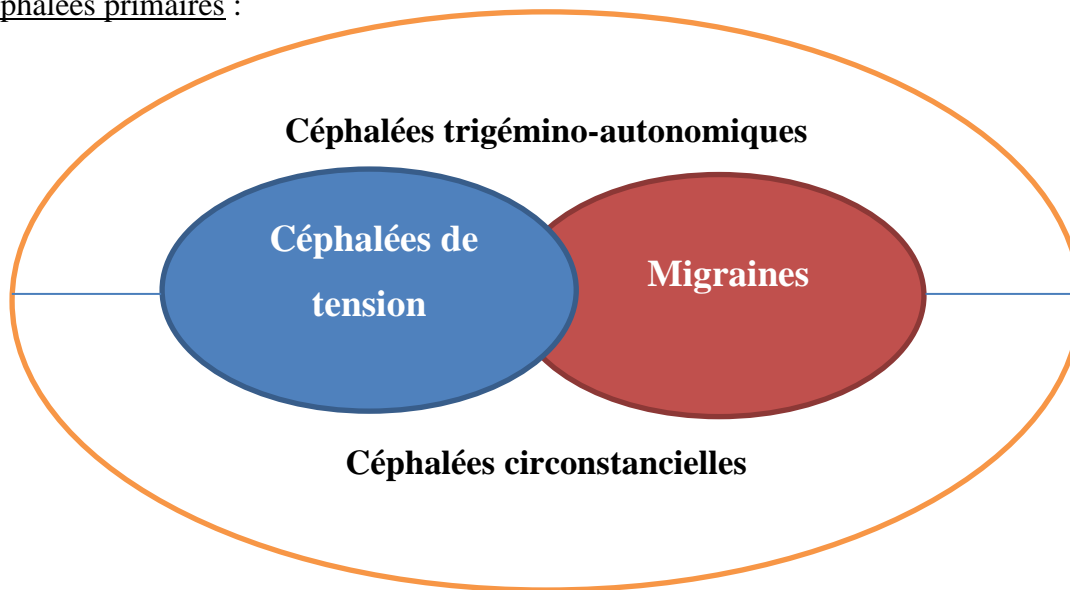 phalées primaires :
Céphalées trigémino-autonomiques
Céphalées de
tension
Migraines
Céphalées circonstancielles